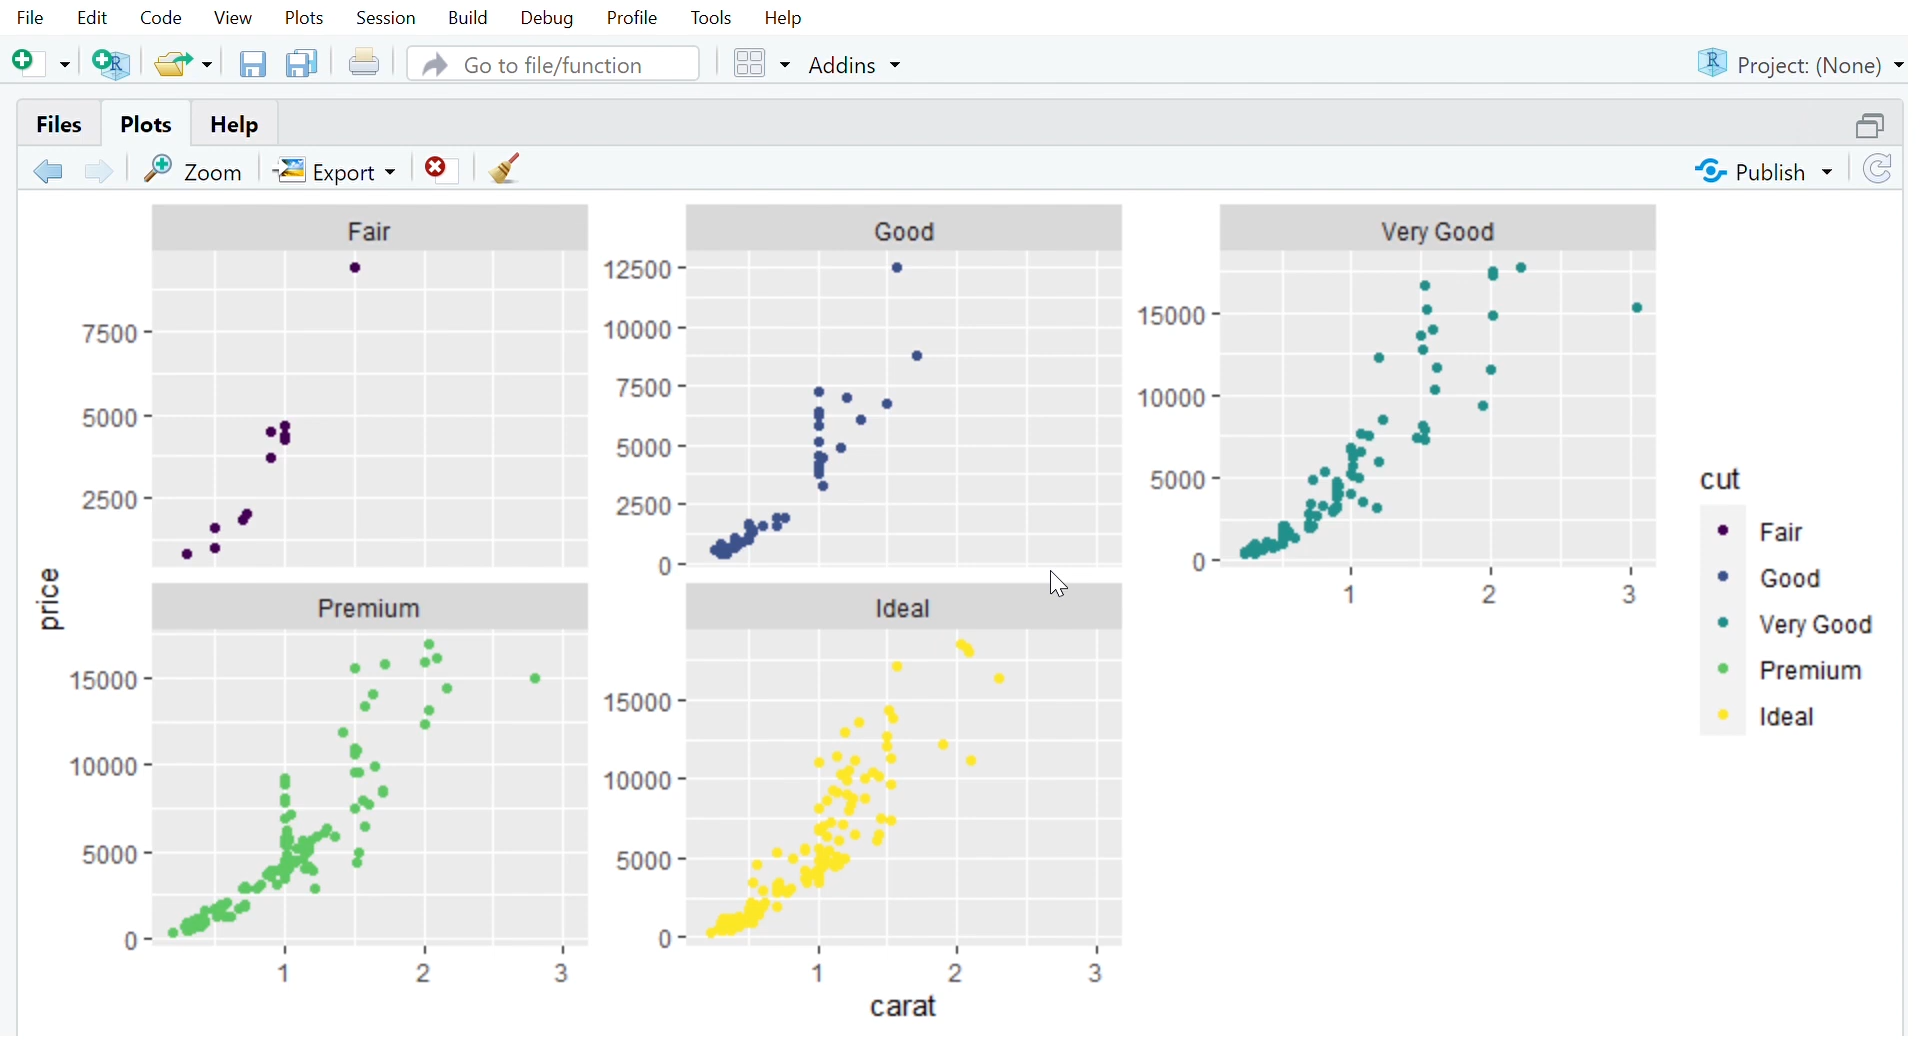 File Edit Code View Plots Session Build Debug Profile Tools Help
Go to file/function Addins Project: (None)
Files Plots Help
Zoom Export Publish
price
Fair
7500
5000
2500
Good
12500
10000
7500
5000
2500
0
Very Good
15000
10000
5000
0
1 2 3
Premium
15000
10000
5000
0
1 2 3
Ideal
15000
10000
5000
0
1 2 3
carat
cut
Fair
Good
Very Good
Premium
Ideal